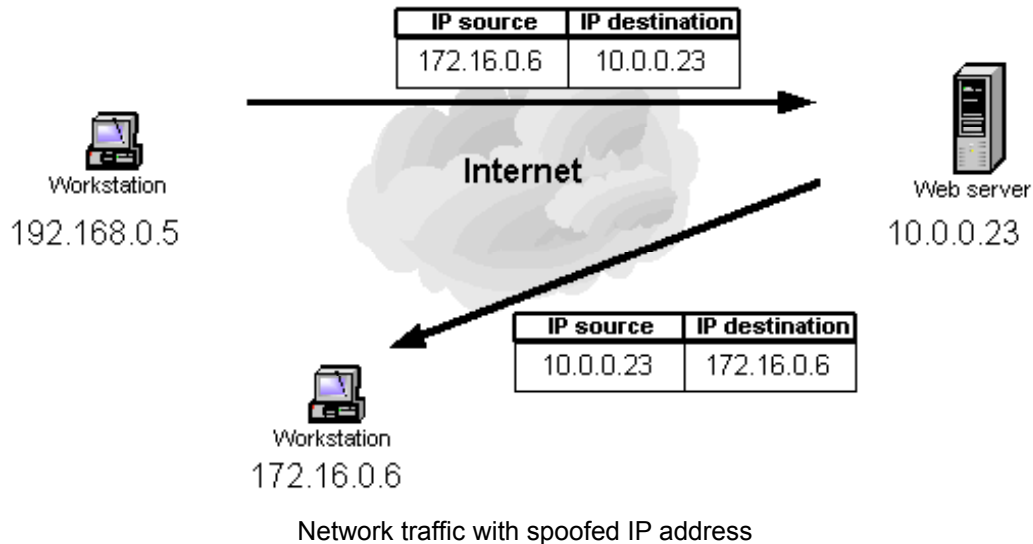 IP source IP destination
172.16.0.6 10.0.0.23
Internet
Workstation
192.168.0.5
Web server
10.0.0.23
IP source IP destination
10.0.0.23 172.16.0.6
Workstation
172.16.0.6
Network traffic with spoofed IP address